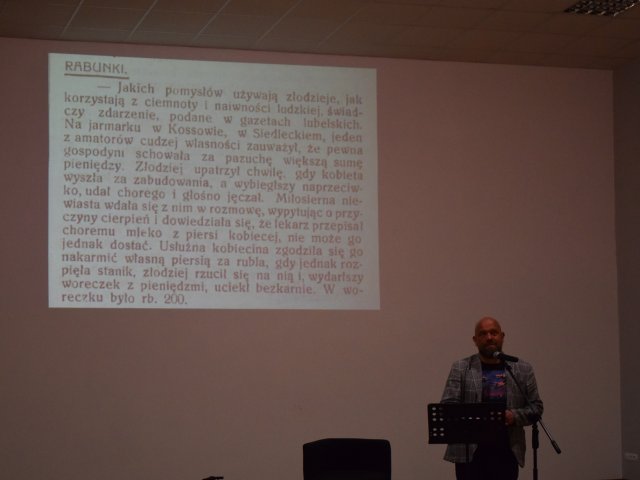 RABUNKI.
— Jakich pomysłów używają złodzieje, jak
korzystają z ciemnoty i naiwności ludzkiej, świad-
czy zdarzenie, podane w gazetach lubelskich.
Na jarmarku w Kossowie, w Siedleckiem, jeden
z amatorów cudzej własności zauważył, że pewna
gospodyni schowała za pazuchę większą sumę
pieniędzy. Złodziej upatrzył chwilę, gdy kobieta
wyszła za zabudowania, a wybiegłszy naprzeciw-
ko, udał chorego i głośno jęczał. Miłosierna nie-
wiasta wdała się z nim w rozmowę, wypytując o przy-
czyny cierpień i dowiedziała się, że lekarz przepisał
choremu mleko z piersi kobiecej, nie może go
jednak dostać. Usłużna kobiecina zgodziła się go
nakarmić własną piersią za rubla, gdy jednak roz-
pięła stanik, złodziej rzucił się na nią i, wydarłszy
woreczek z pieniędzmi, uciekł bezkarnie. W wo-
reczku było rb. 200.